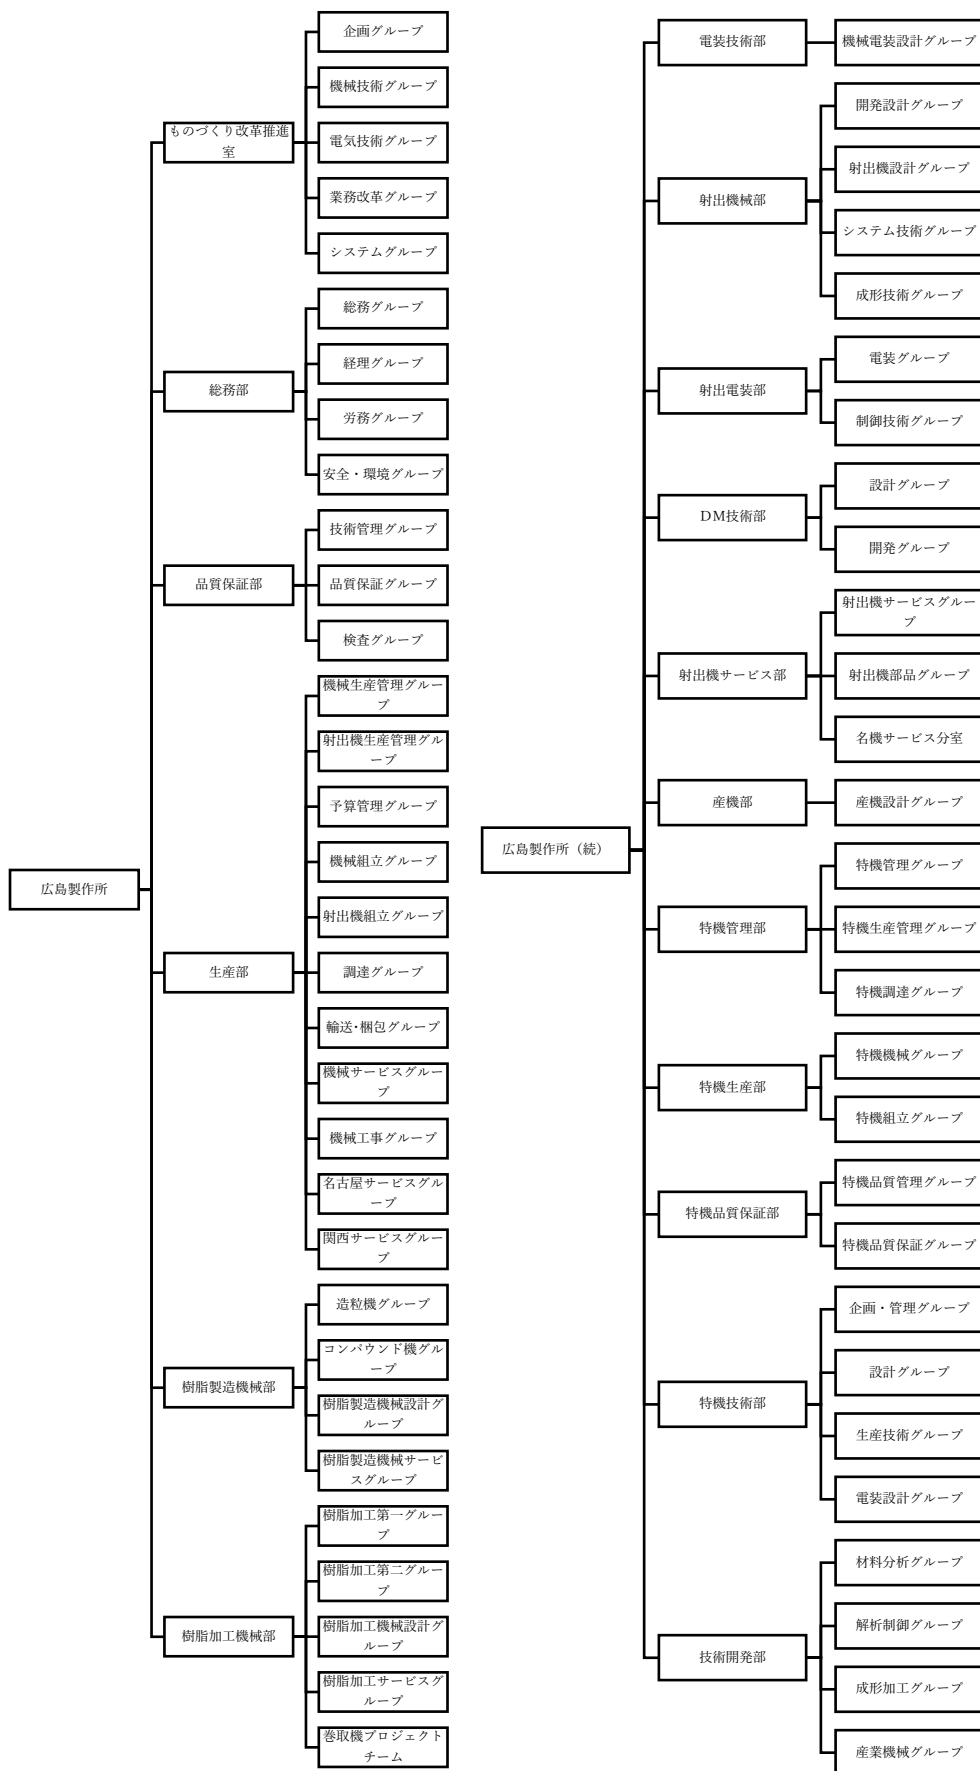 広島製作所
ものづくり改革推進
室
企画グループ
機械技術グループ
電気技術グループ
業務改革グループ
システムグループ
総務部
総務グループ
経理グループ
労務グループ
安全・環境グループ
品質保証部
技術管理グループ
品質保証グループ
検査グループ
生産部
機械生産管理グルー
プ
射出機生産管理グル
ープ
予算管理グループ
機械組立グループ
射出機組立グループ
調達グループ
輸送･梱包グループ
機械サービスグルー
プ
機械工事グループ
名古屋サービスグル
ープ
関西サービスグルー
プ
樹脂製造機械部
造粒機グループ
コンパウンド機グル
ープ
樹脂製造機械設計グ
ループ
樹脂製造機械サービ
スグループ
樹脂加工機械部
樹脂加工第一グルー
プ
樹脂加工第二グルー
プ
樹脂加工機械設計グ
ループ
樹脂加工サービスグ
ループ
巻取機プロジェクト
チーム
広島製作所（続）
電装技術部
機械電装設計グループ
射出機械部
開発設計グループ
射出機設計グループ
システム技術グループ
成形技術グループ
射出電装部
電装グループ
制御技術グループ
DM技術部
設計グループ
開発グループ
射出機サービス部
射出機サービスグルー
プ
射出機部品グループ
名機サービス分室
産機部
産機設計グループ
特機管理部
特機管理グループ
特機生産管理グループ
特機調達グループ
特機生産部
特機機械グループ
特機組立グループ
特機品質保証部
特機品質管理グループ
特機品質保証グループ
特機技術部
企画・管理グループ
設計グループ
生産技術グループ
電装設計グループ
技術開発部
材料分析グループ
解析制御グループ
成形加工グループ
産業機械グループ